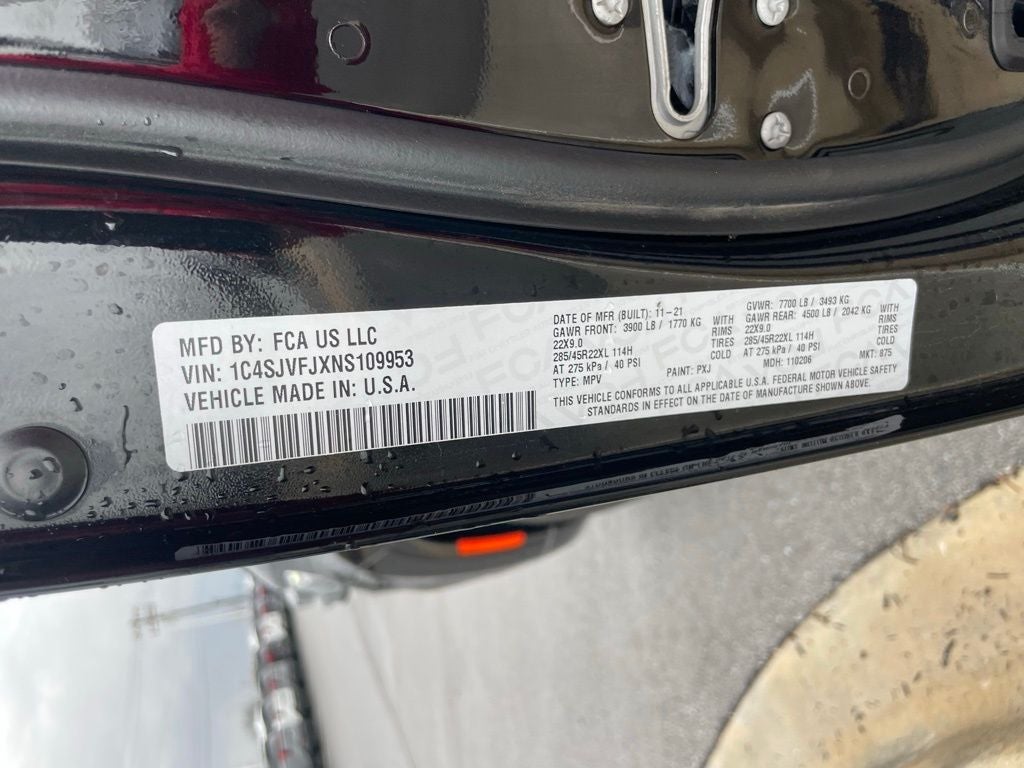 MFD BY: FCA US LLC
VIN: 1C4SJVFJXNS109953
VEHICLE MADE IN: U.S.A.
DATE OF MFR (BUILT): 11-21 GVWR: 7700 LB / 3493 KG
GAWR FRONT: 3900 LB / 1770 KG WITH GAWR REAR: 4500 LB / 2042 KG WITH
22X9.0 RIMS 22X9.0 RIMS
285/45R22XL 114H TIRES 285/45R22XL 114H TIRES
AT 275 kPa / 40 PSI COLD AT 275 kPa / 40 PSI COLD
TYPE: MPV PAINT: PXJ MDH: 110206 MKT: 875
THIS VEHICLE CONFORMS TO ALL APPLICABLE U.S.A. FEDERAL MOTOR VEHICLE SAFETY
STANDARDS IN EFFECT ON THE DATE OF MANUFACTURE SHOWN ABOVE.